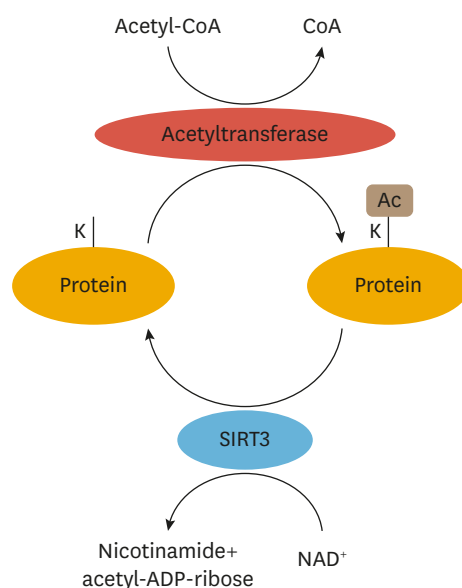 Acetyl-CoA
CoA
Acetyltransferase
Ac
K
K
Protein
Protein
SIRT3
Nicotinamide+
acetyl-ADP-ribose
NAD⁺